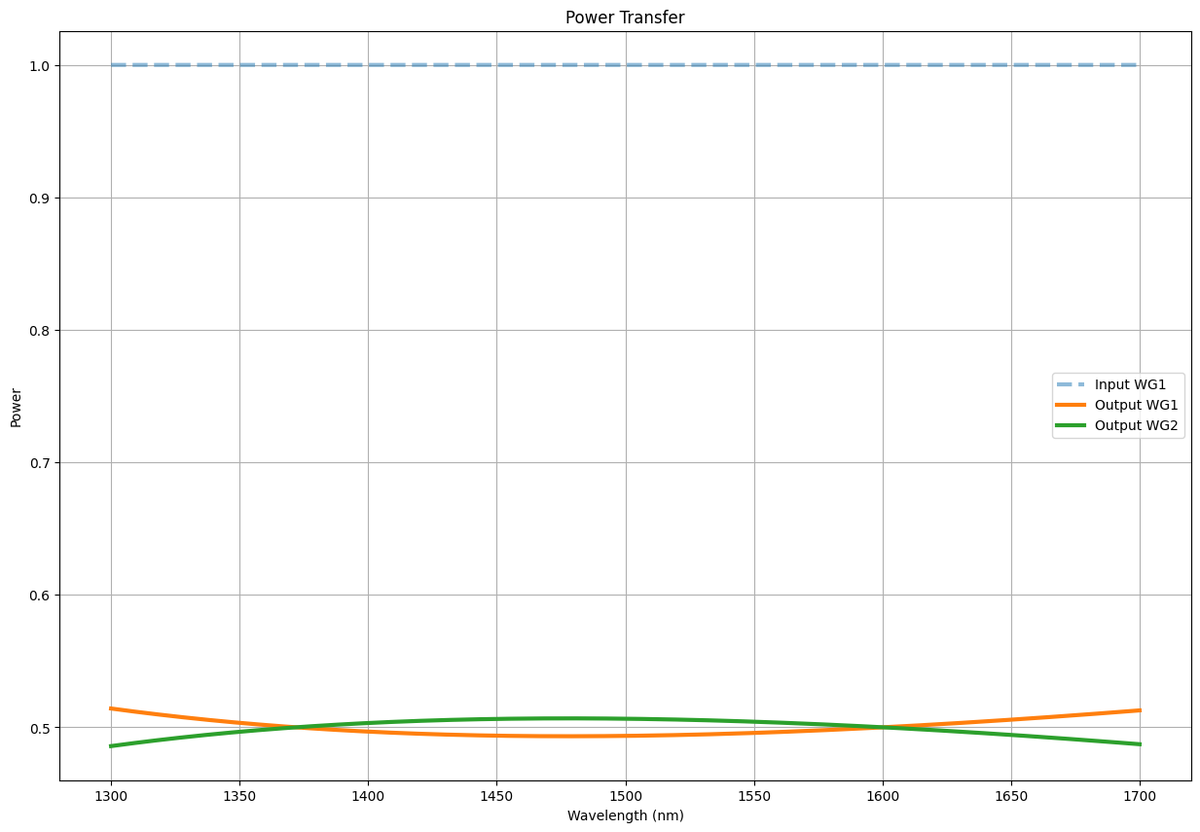 Power Transfer
1.0
0.9
0.8
0.7
0.6
0.5
Power
Input WG1
Output WG1
Output WG2
1300 1350 1400 1450 1500 1550 1600 1650 1700
Wavelength (nm)